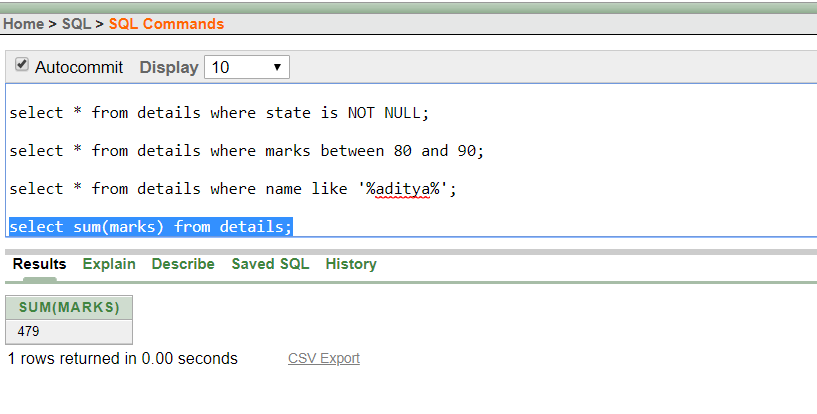 Home > SQL > SQL Commands
Autocommit Display 10
select * from details where state is NOT NULL;
select * from details where marks between 80 and 90;
select * from details where name like '%aditya%';
select sum(marks) from details;
Results Explain Describe Saved SQL History
SUM(MARKS)
479
1 rows returned in 0.00 seconds CSV Export